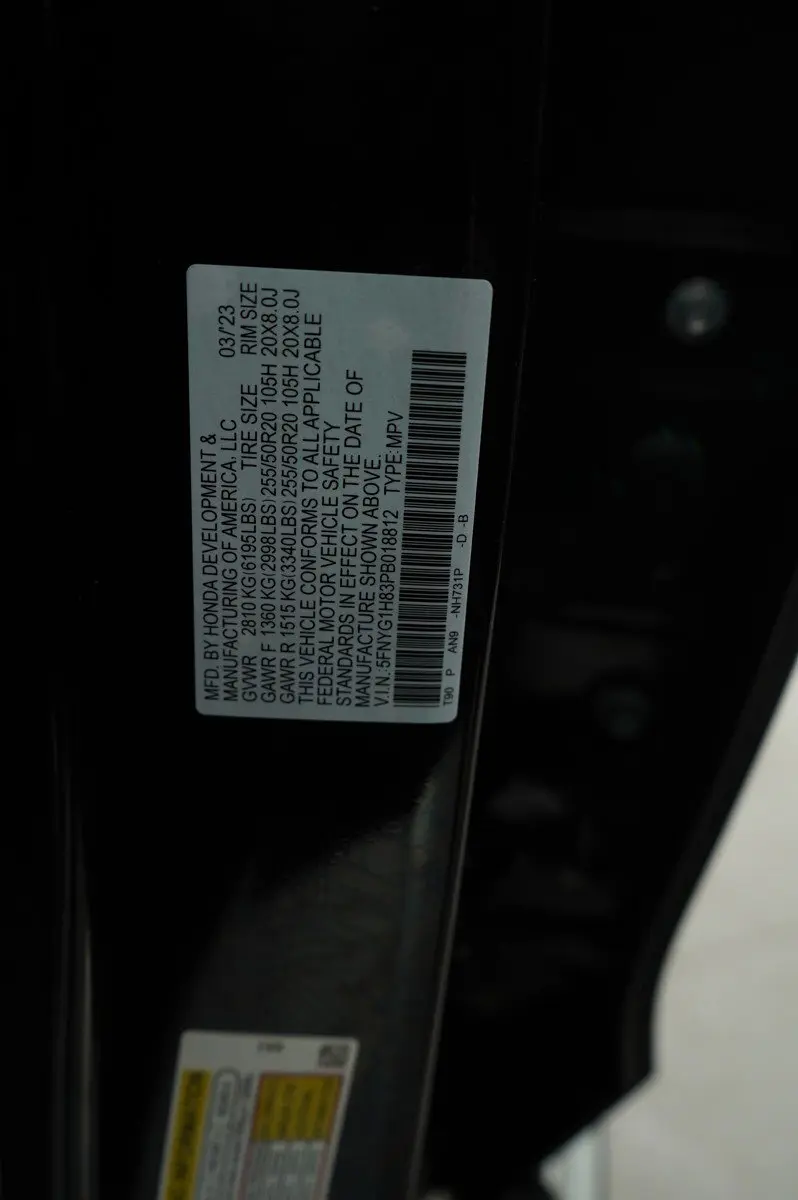 MFD. BY HONDA DEVELOPMENT &
MANUFACTURING OF AMERICA, LLC 03/'23
GVWR 2810 KG(6195LBS) TIRE SIZE RIM SIZE
GAWR F 1360 KG(2998LBS) 255/50R20 105H 20X8.0J
GAWR R 1515 KG(3340LBS) 255/50R20 105H 20X8.0J
THIS VEHICLE CONFORMS TO ALL APPLICABLE
FEDERAL MOTOR VEHICLE SAFETY
STANDARDS IN EFFECT ON THE DATE OF
MANUFACTURE SHOWN ABOVE.
V.I.N.:5FNYG1H83PB018812 TYPE:MPV
T90 P AN9 -NH731P -D -B
INFORMATION